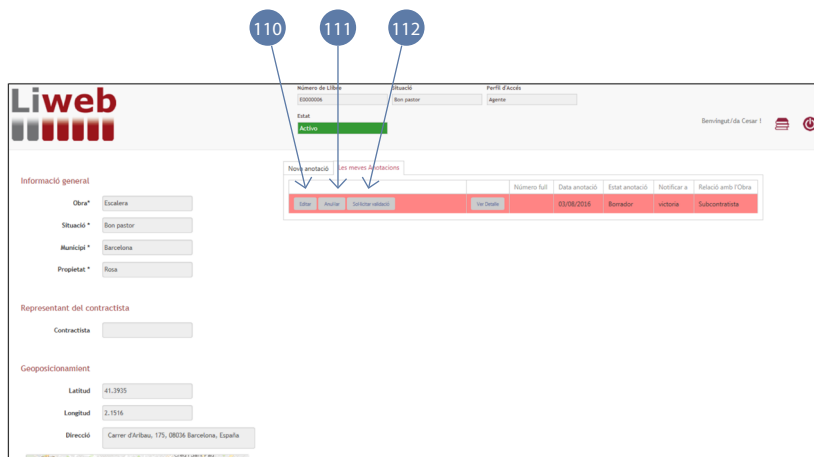 110 111 112
Liweb
Número de Llibre Situació Perfil d'Accés
E0000006 Bon pastor Agente
Estat
Activo
Benvingut/da Cesar !
Nova anotació Les meves Anotacions
Número full Data anotació Estat anotació Notificar a Relació amb l'Obra
Editar Anul·lar Sol·licitar validació Ver Detalle 03/08/2016 Borrador victoria Subcontratista
Informació general
Obra* Escalera
Situació * Bon pastor
Municipi * Barcelona
Propietat * Rosa
Representant del contractista
Contractista
Geoposicionamient
Latitud 41.3935
Longitud 2.1516
Direcció Carrer d'Aribau, 175, 08036 Barcelona, España